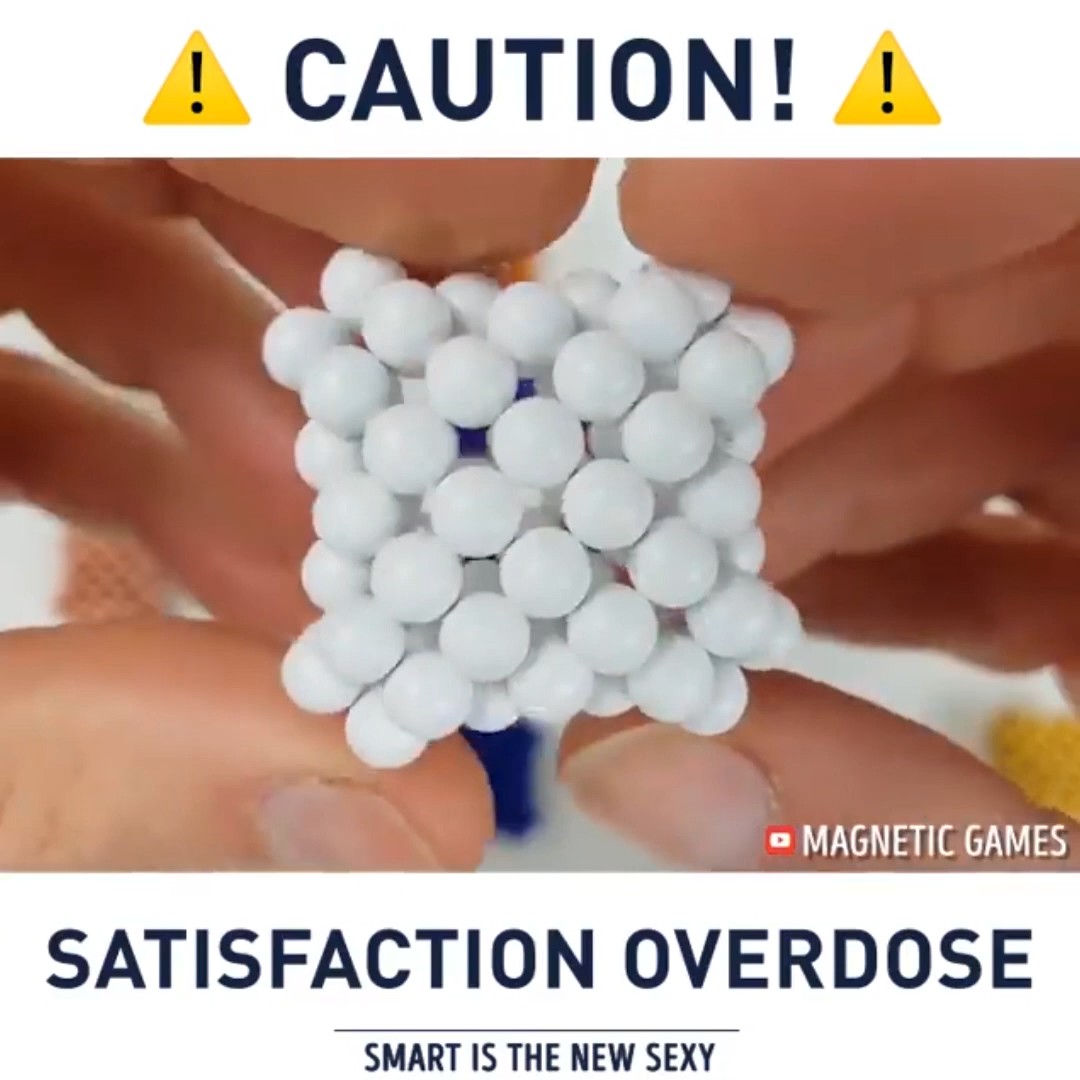 ⚠️ CAUTION! ⚠️
MAGNETIC GAMES
SATISFACTION OVERDOSE
SMART IS THE NEW SEXY